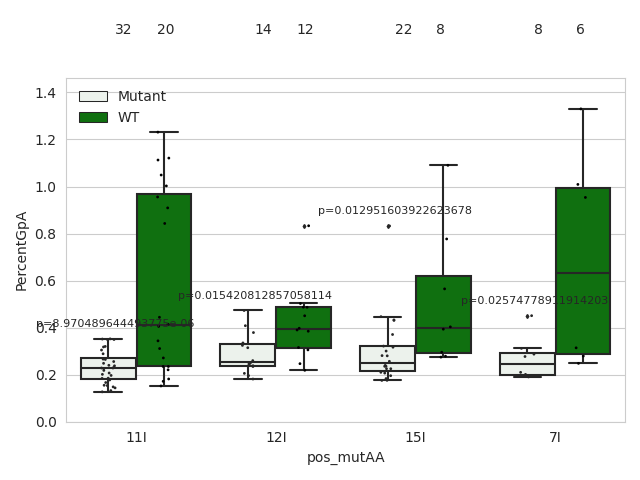 32 20 14 12 22 8 8 6
1.4
Mutant
WT
1.2
1.0
p=0.012951603922623678
0.8
PercentGpA
0.6
p=0.015420812857058114
p=0.02574778911914203
0.4
0.2
0.0
11I 12I 15I 7I
pos_mutAA